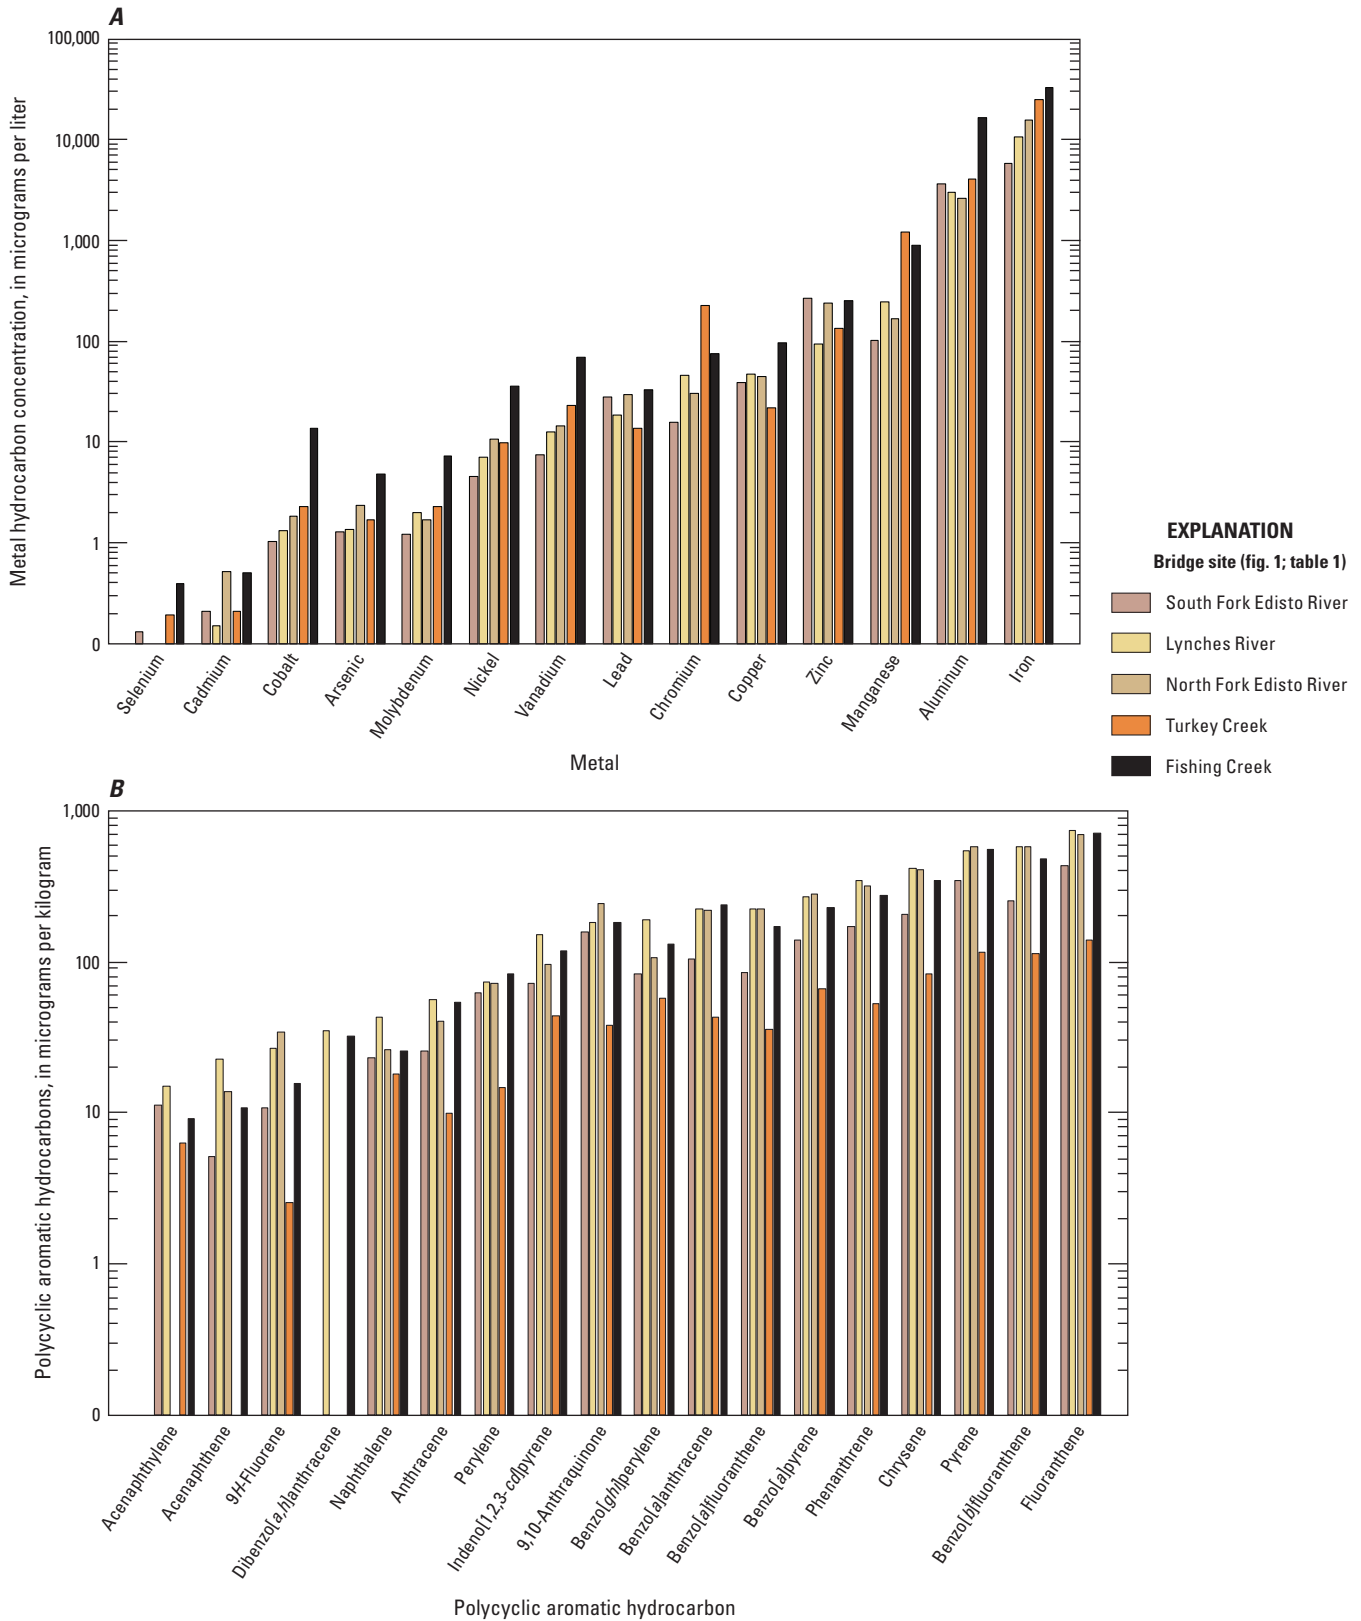 A
Metal hydrocarbon concentration, in micrograms per liter
100,000
10,000
1,000
100
10
1
0
Selenium
Cadmium
Cobalt
Arsenic
Molybdenum
Nickel
Vanadium
Lead
Chromium
Copper
Zinc
Manganese
Aluminum
Iron
Metal
EXPLANATION
Bridge site (fig. 1; table 1)
South Fork Edisto River
Lynches River
North Fork Edisto River
Turkey Creek
Fishing Creek
B
Polycyclic aromatic hydrocarbons, in micrograms per kilogram
1,000
100
10
1
0
Acenaphthylene
Acenaphthene
9H-Fluorene
Dibenzo[a,h]anthracene
Naphthalene
Anthracene
Perylene
Indeno[1,2,3- cd]pyrene
9,10-Anthraquinone
Benzo[ghi]perylene
Benzo[a]anthracene
Benzo[a]fluoranthene
Benzo[a]pyrene
Phenanthrene
Chrysene
Pyrene
Benzo[b]fluoranthene
Fluoranthene
Polycyclic aromatic hydrocarbon